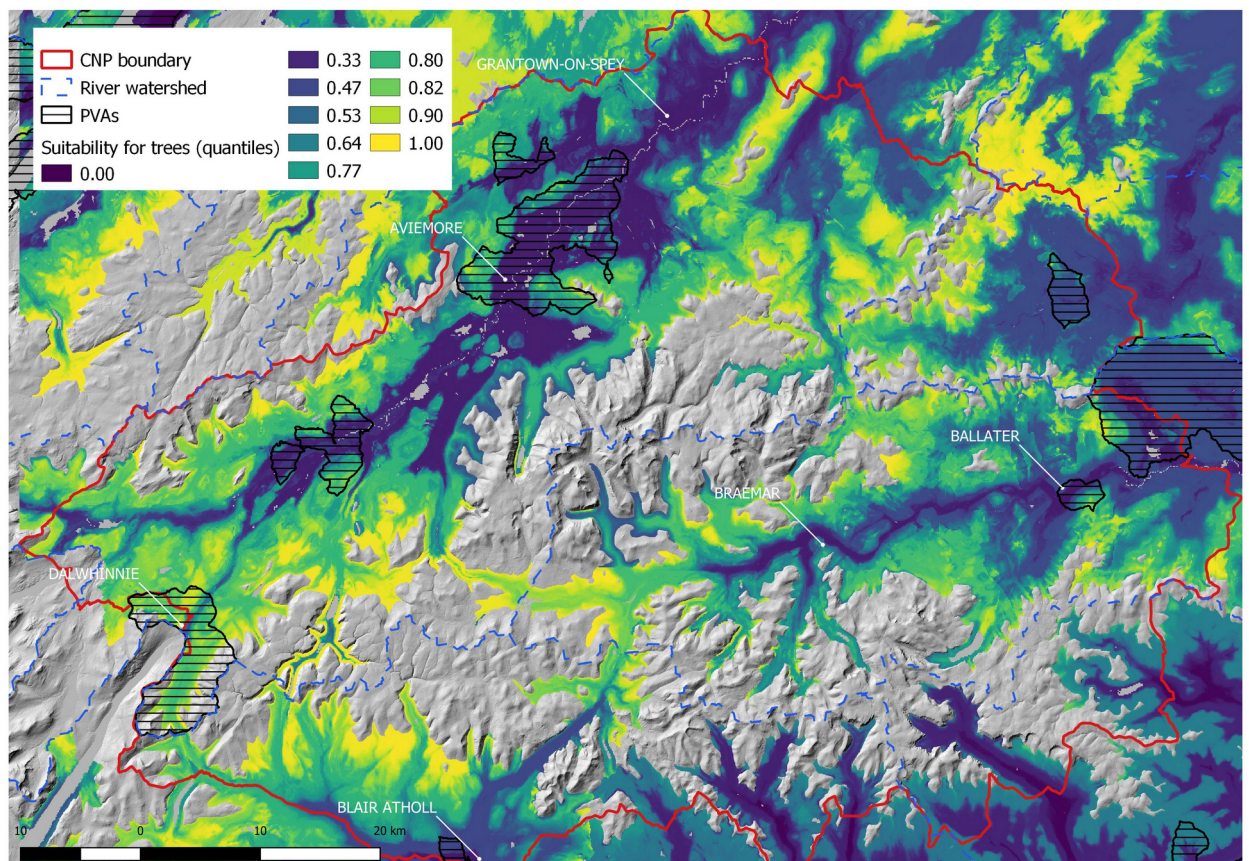 CNP boundary
River watershed
PVAs
Suitability for trees (quantiles)
0.00
0.33
0.47
0.53
0.64
0.77
0.80
0.82
0.90
1.00
GRANTOWN-ON-SPEY
AVIEMORE
BALLATER
BRAEMAR
DALWHINNIE
BLAIR ATHOLL
10 0 10 20 km